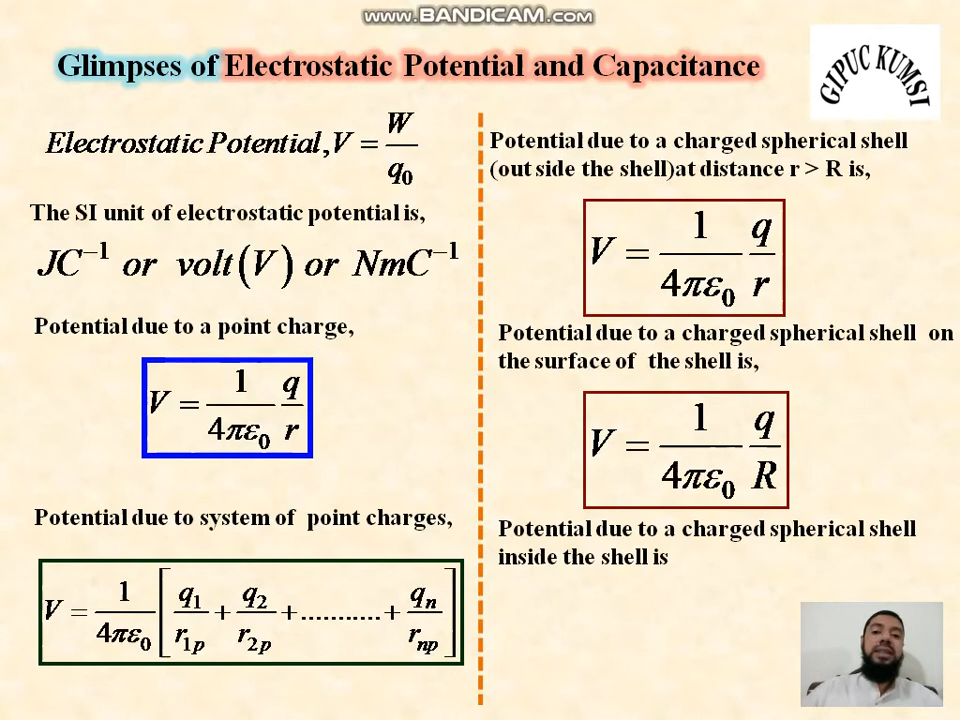 www.BANDICAM.com
Glimpses of Electrostatic Potential and Capacitance
GIPUC KUMSI
Electrostatic Potential, V = W/q₀
The SI unit of electrostatic potential is,
JC⁻¹ or volt(V) or NmC⁻¹
Potential due to a point charge,
V = 1/4πε₀ q/r
Potential due to system of point charges,
V = 1/4πε₀ [q₁/r₁ₚ + q₂/r₂ₚ + ........... + qₙ/rₙₚ]
Potential due to a charged spherical shell
(out side the shell)at distance r > R is,
V = 1/4πε₀ q/r
Potential due to a charged spherical shell on
the surface of the shell is,
V = 1/4πε₀ q/R
Potential due to a charged spherical shell
inside the shell is